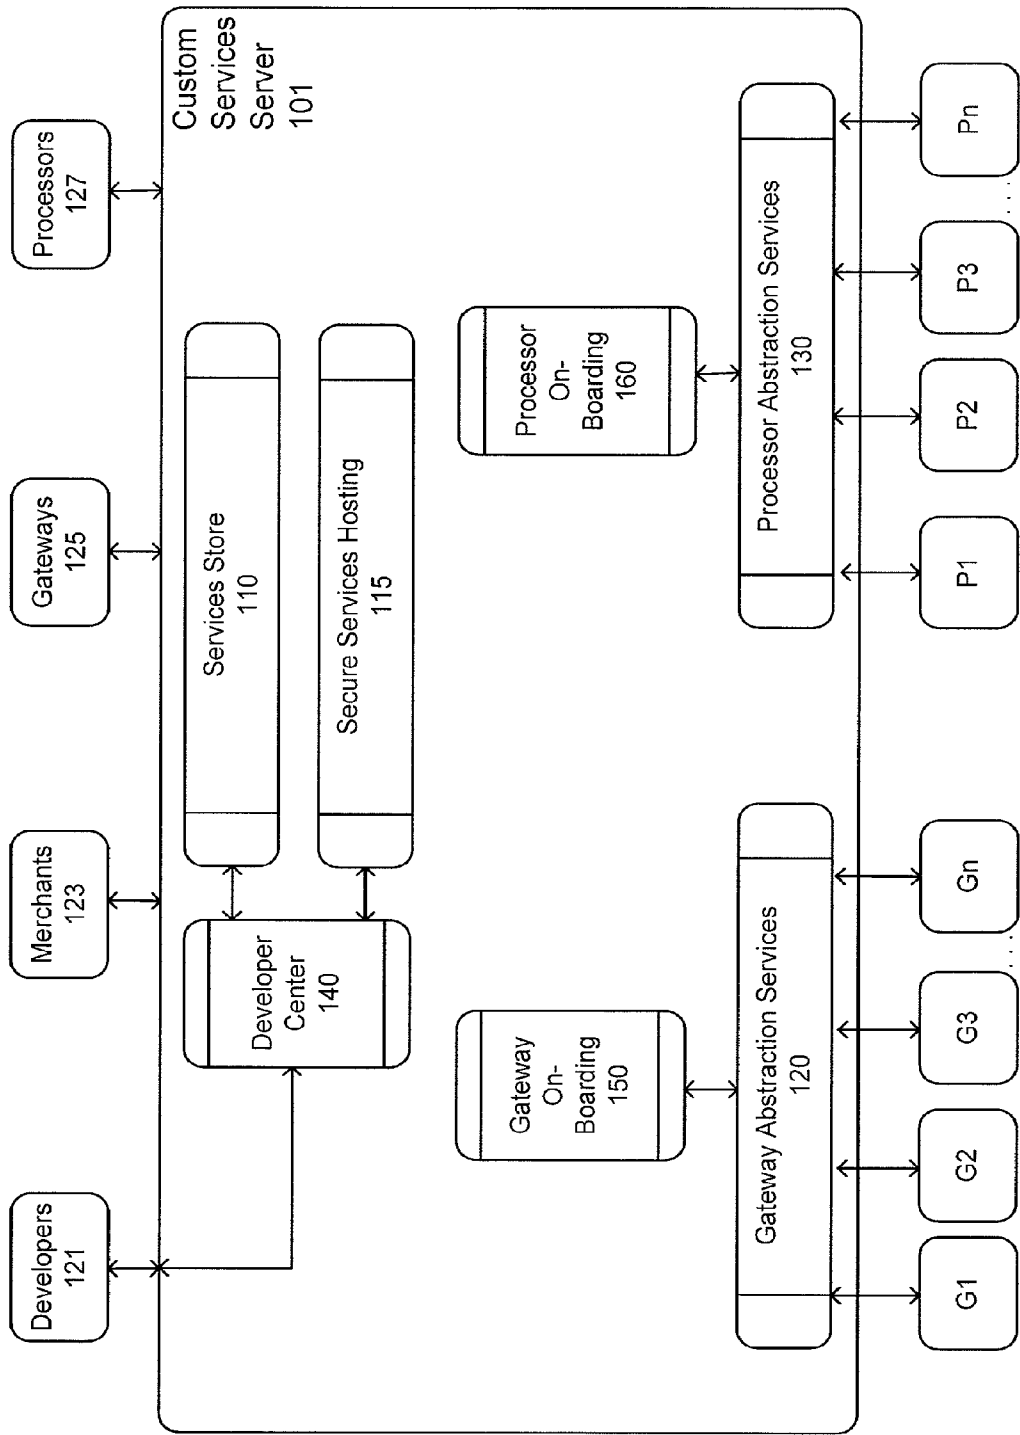 Developers
121
Merchants
123
Gateways
125
Processors
127
Custom
Services
Server
101
Developer
Center
140
Services Store
110
Secure Services Hosting
115
Gateway
On-
Boarding
150
Processor
On-
Boarding
160
Gateway Abstraction Services
120
Processor Abstraction Services
130
G1
G2
G3
. . .
Gn
P1
P2
P3
. . .
Pn